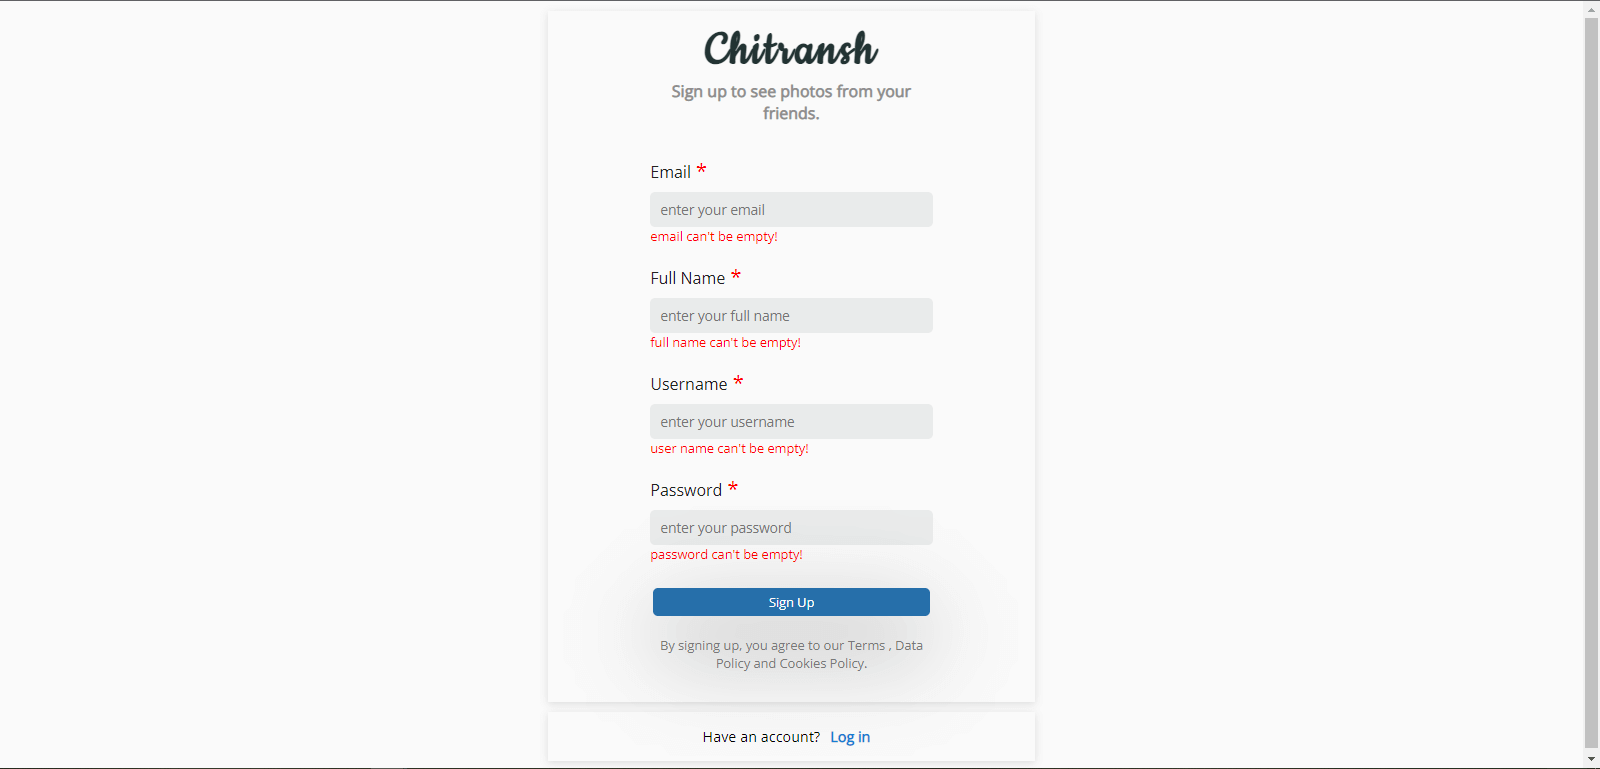 Chitransh
Sign up to see photos from your
friends.
Email *
enter your email
email can't be empty!
Full Name *
enter your full name
full name can't be empty!
Username *
enter your username
user name can't be empty!
Password *
enter your password
password can't be empty!
Sign Up
By signing up, you agree to our Terms , Data
Policy and Cookies Policy.
Have an account? Log in